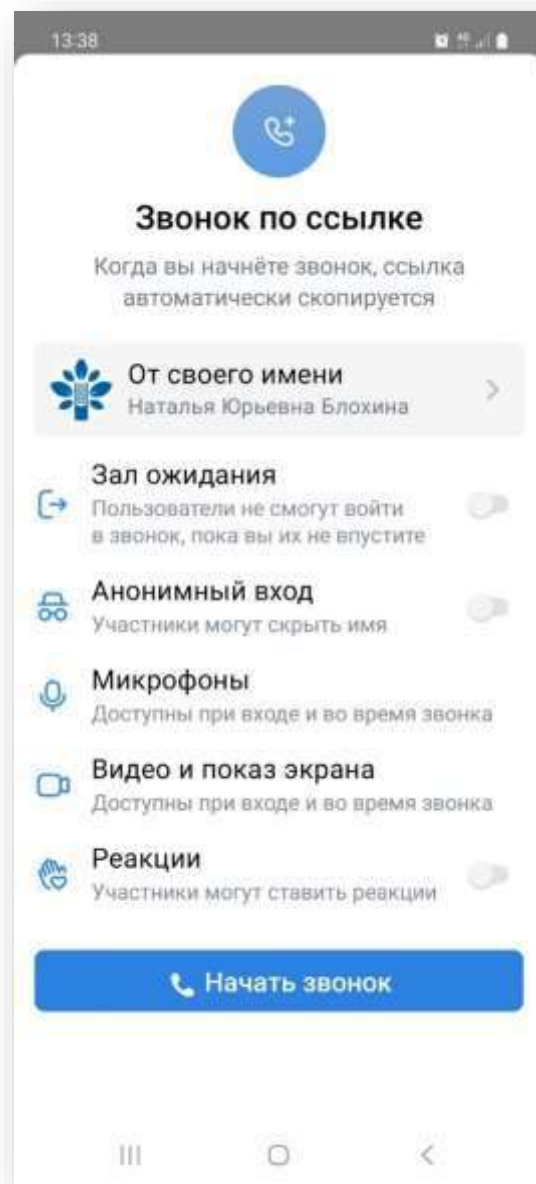 13:38
Звонок по ссылке
Когда вы начнёте звонок, ссылка
автоматически скопируется
От своего имени
Наталья Юрьевна Блохина
Зал ожидания
Пользователи не смогут войти
в звонок, пока вы их не впустите
Анонимный вход
Участники могут скрыть имя
Микрофоны
Доступны при входе и во время звонка
Видео и показ экрана
Доступны при входе и во время звонка
Реакции
Участники могут ставить реакции
Начать звонок